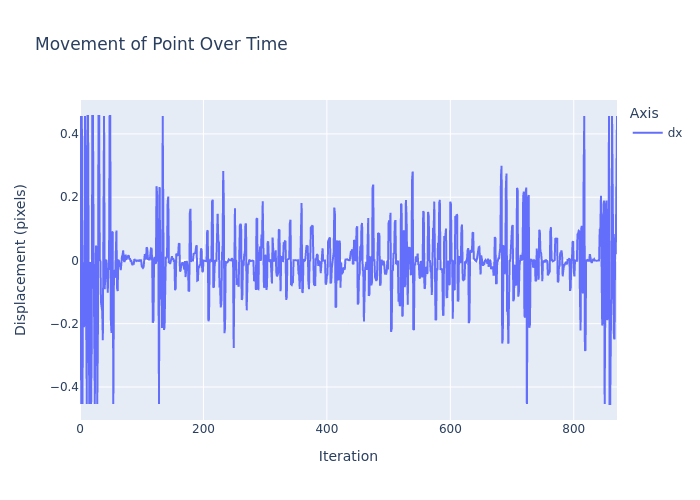 Movement of Point Over Time
Axis
dx
Displacement (pixels)
0.4
0.2
0
−0.2
−0.4
0 200 400 600 800
Iteration